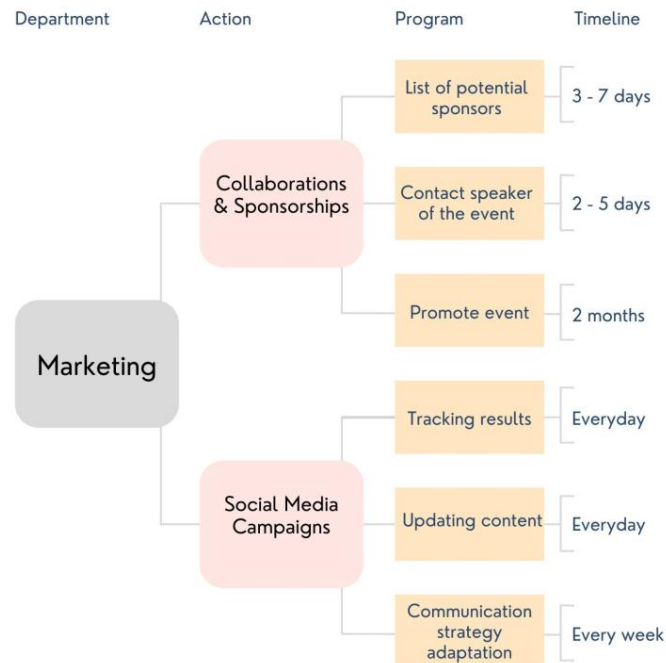 Department
Action
Program
Timeline
Marketing
Collaborations
& Sponsorships
List of potential
sponsors
3 - 7 days
Contact speaker
of the event
2 - 5 days
Promote event
2 months
Social Media
Campaigns
Tracking results
Everyday
Updating content
Everyday
Communication
strategy
adaptation
Every week